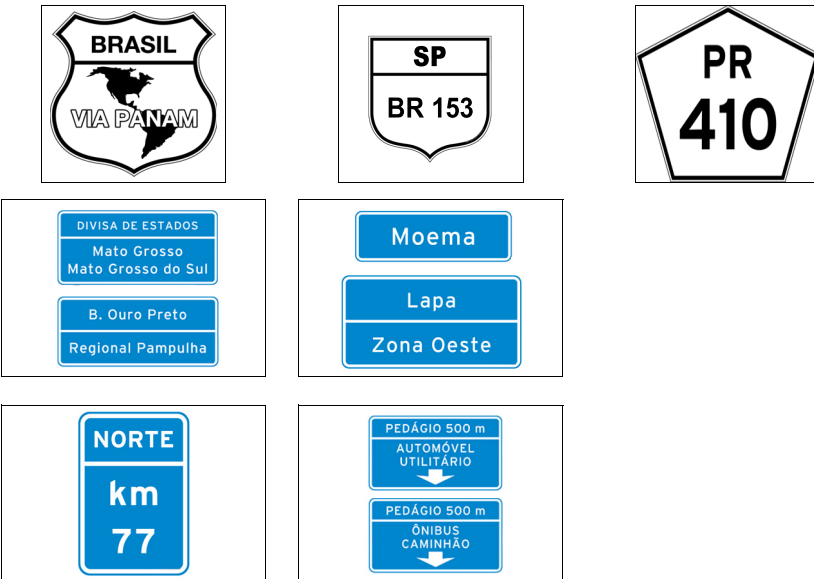 BRASIL
VIA PANAM
SP
BR 153
PR
410
DIVISA DE ESTADOS
Mato Grosso
Mato Grosso do Sul
B. Ouro Preto
Regional Pampulha
Moema
Lapa
Zona Oeste
NORTE
km
77
PEDÁGIO 500 m
AUTOMÓVEL
UTILITÁRIO
PEDÁGIO 500 m
ÔNIBUS
CAMINHÃO